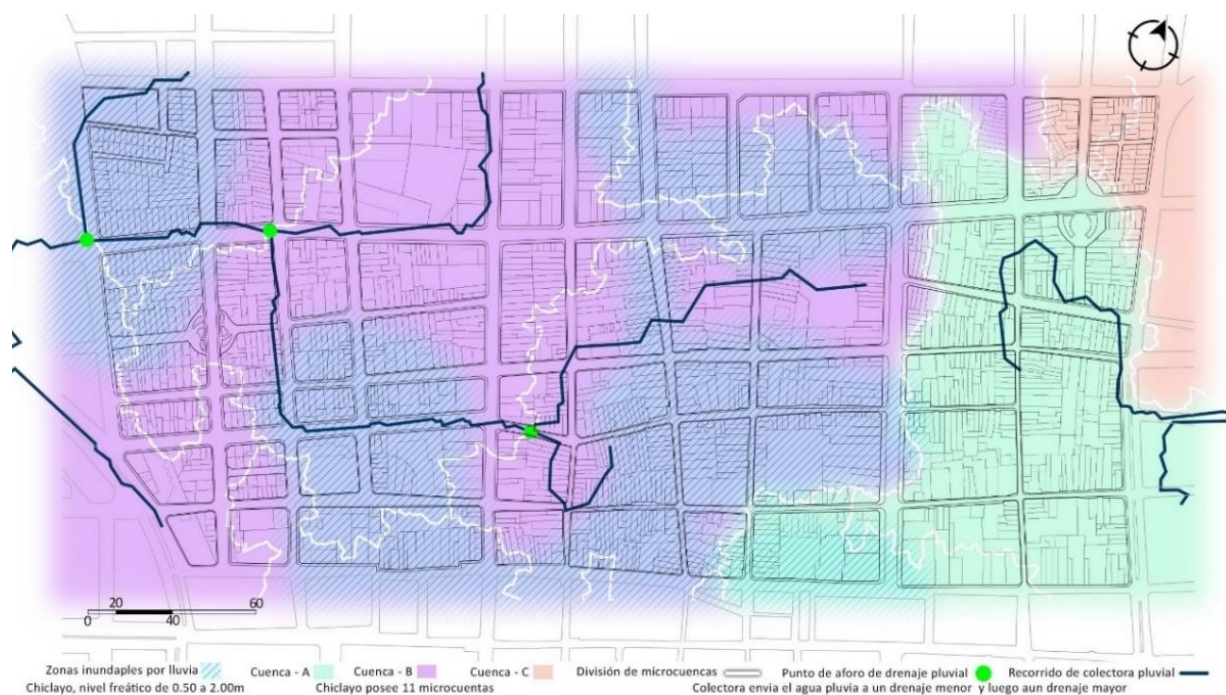 20 60
0 40
Zonas inundables por lluvia Cuenca - A Cuenca - B Cuenca - C División de microcuencas Punto de aforo de drenaje pluvial Recorrido de colectora pluvial
Chiclayo, nivel freático de 0.50 a 2.00m Chiclayo posee 11 microcuentas Colectora envia el agua pluvia a un drenaje menor y luego aun drenaje mayor